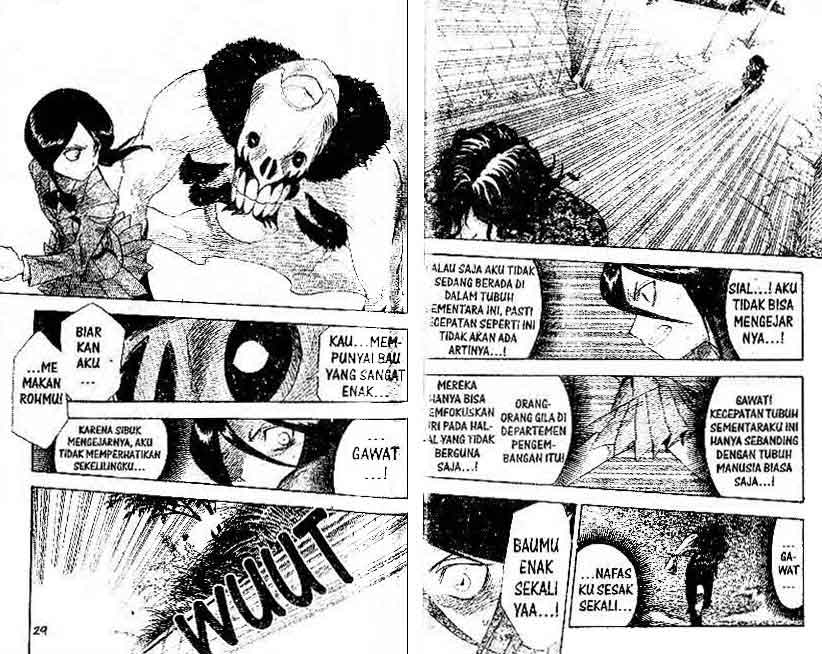 SIAL...! AKU
TIDAK BISA
MENGEJAR
NYA...!
ALAU SAJA AKU TIDAK
SEDANG BERADA DI
DALAM TUBUH
EMENTARA INI, PASTI
ECEPATAN SEPERTI INI
TIDAK AKAN ADA
ARTINYA...!
GAWAT!
KECEPATAN TUBUH
SEMENTARAKU INI
HANYA SEBANDING
DENGAN TUBUH
MANUSIA BIASA
SAJA...!
ORANG-
ORANG GILA DI
DEPARTEMEN
PENGEM-
BANGAN ITU!
MEREKA
HANYA BISA
EMFOKUSKAN
IRI PADA HAL-
AL YANG TIDAK
BERGUNA
SAJA...!
...
GA-
WAT
...
...NAFAS
KU SESAK
SEKALI...
BAUMU
ENAK
SEKALI
YAA...!
KAU...MEM-
PUNYAI BAU
YANG SANGAT
ENAK...
BIAR
KAN AKU
...
...ME
MAKAN
ROHMU!
...
GAWAT
...!
KARENA SIBUK
MENGEJARNYA, AKU
TIDAK MEMPERHATIKAN
SEKELILINGKU...
WUUT
29